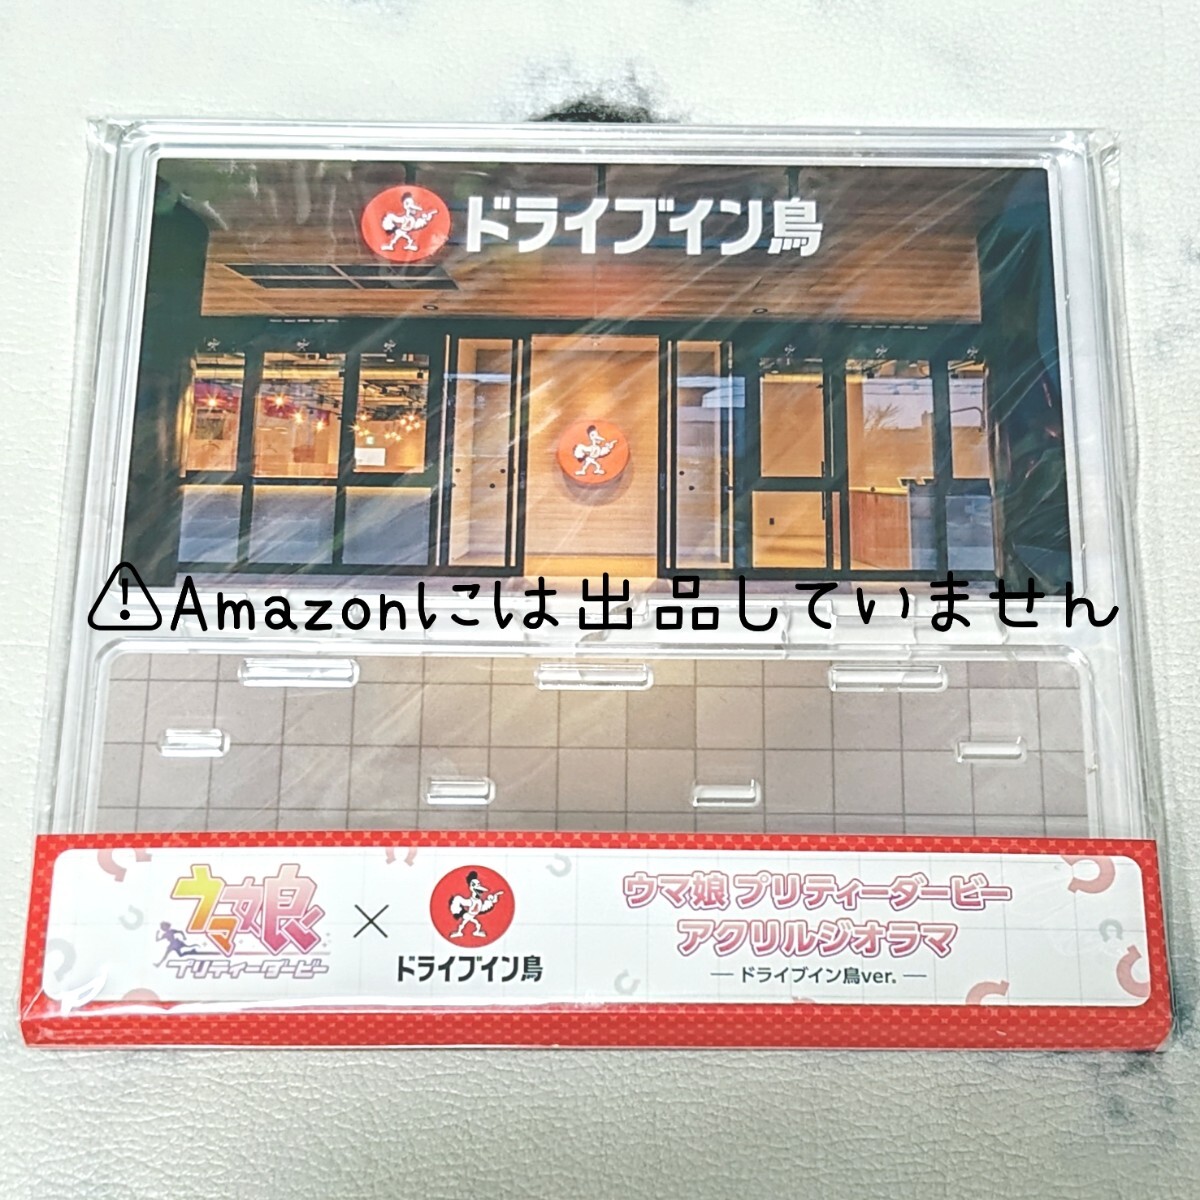 ドライブイン鳥
⚠Amazonには出品していません
ウマ娘
プリティーダービー
×
ドライブイン鳥
ウマ娘 プリティーダービー
アクリルジオラマ
― ドライブイン鳥ver. ―